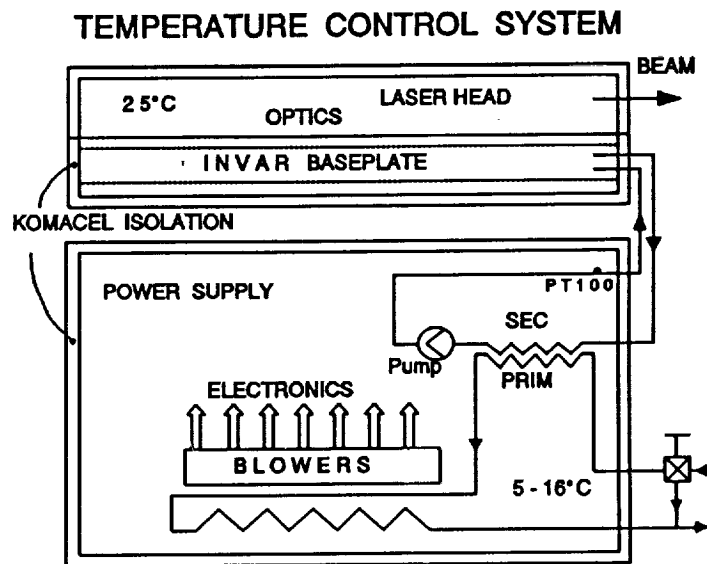 TEMPERATURE CONTROL SYSTEM
BEAM
25°C
LASER HEAD
OPTICS
INVAR BASEPLATE
KOMACEL ISOLATION
POWER SUPPLY
PT100
SEC
Pump
PRIM
ELECTRONICS
BLOWERS
5-16°C